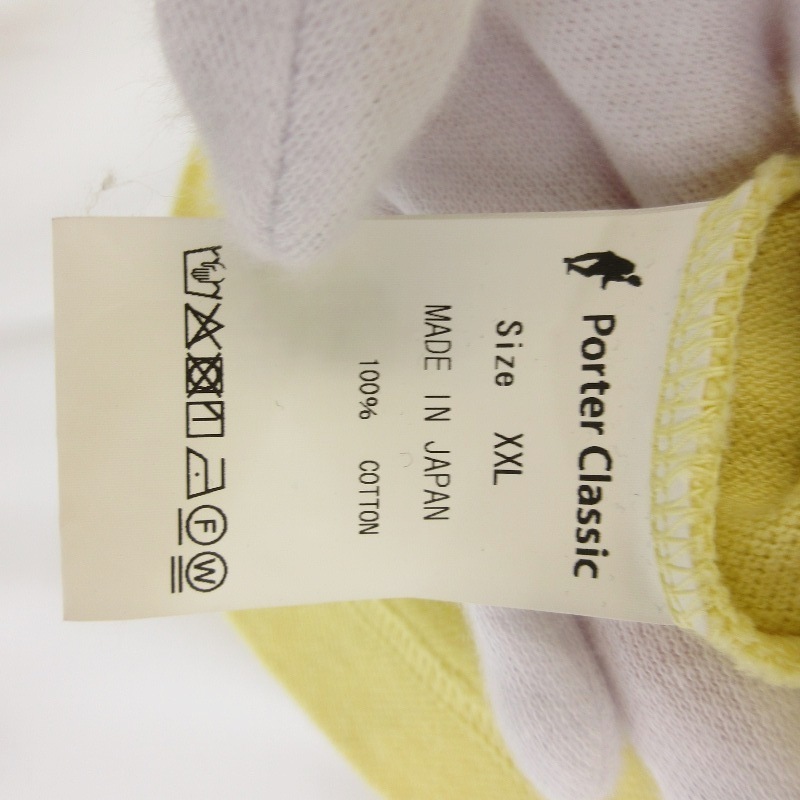 Porter Classic
Size XXL
MADE IN JAPAN
100% COTTON
F W